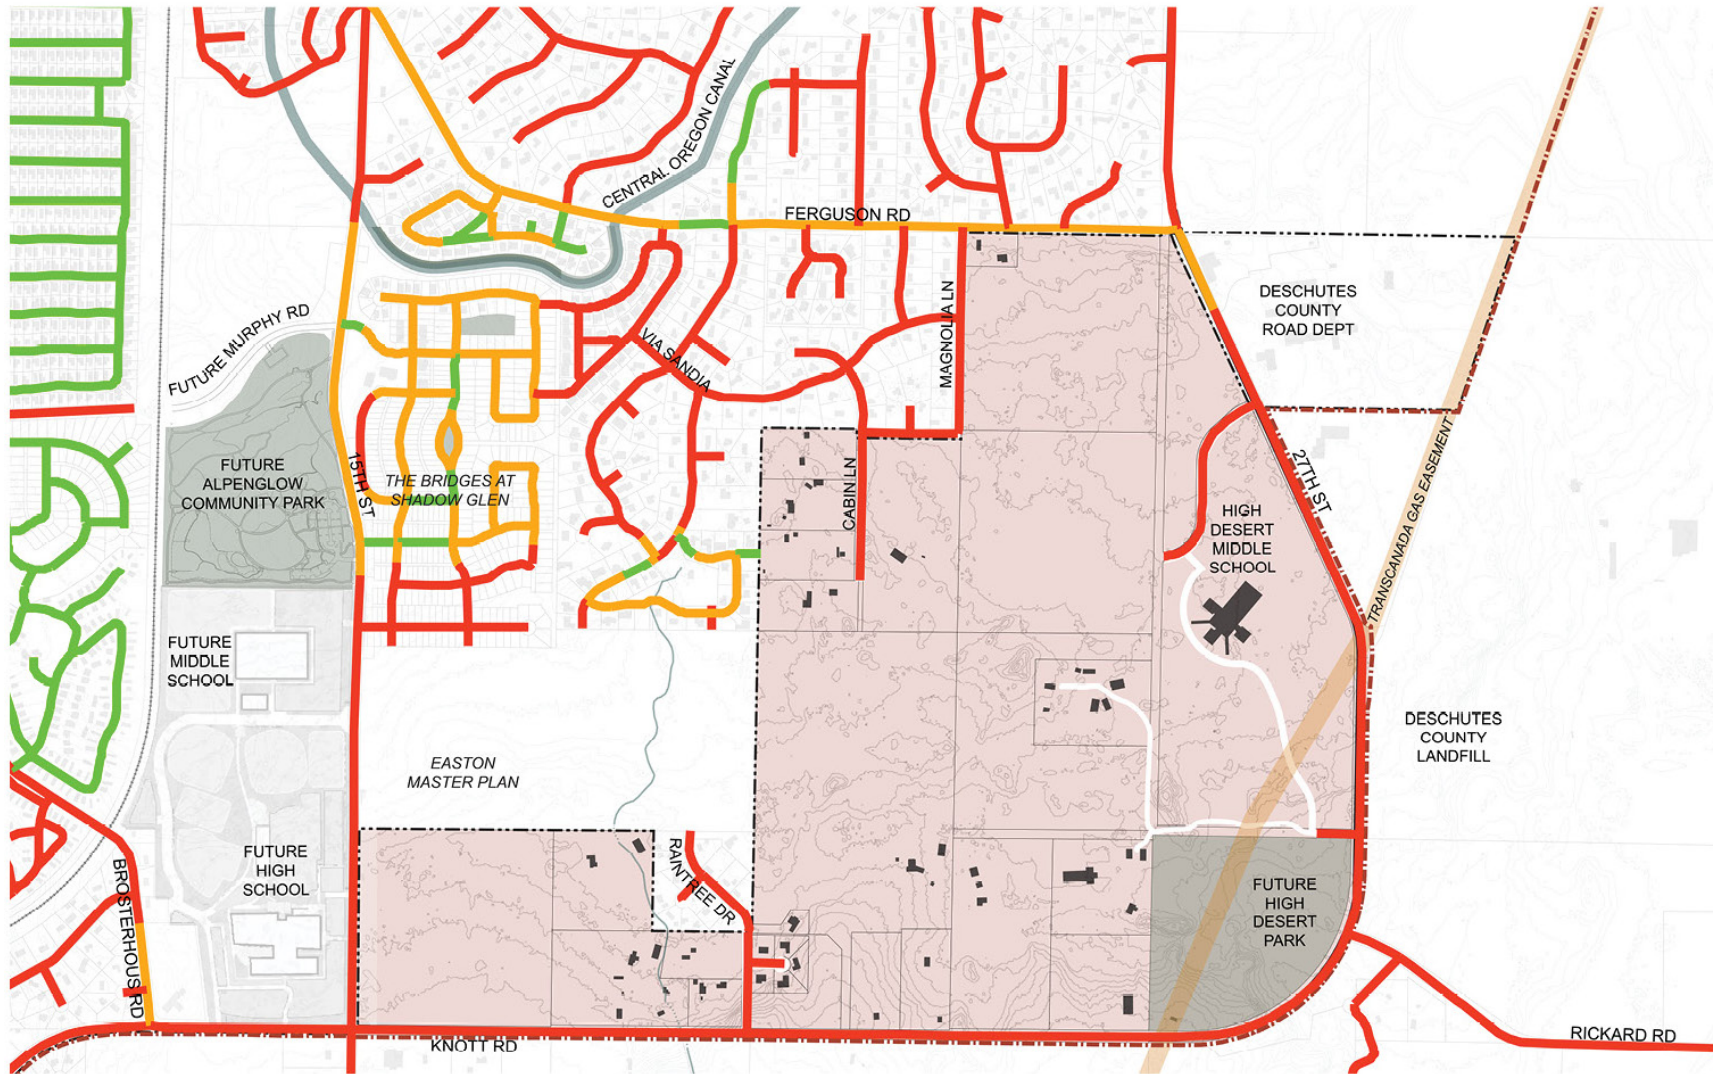 CENTRAL OREGON CANAL
FERGUSON RD
FUTURE MURPHY RD
DESCHUTES
COUNTY
ROAD DEPT
VIA SANDIA
MAGNOLIA LN
FUTURE
ALPENGLOW
COMMUNITY PARK
15TH ST
THE BRIDGES AT
SHADOW GLEN
CABIN LN
27TH ST
TRANSCANADA GAS EASEMENT
HIGH
DESERT
MIDDLE
SCHOOL
FUTURE
MIDDLE
SCHOOL
DESCHUTES
COUNTY
LANDFILL
EASTON
MASTER PLAN
BROSTERHOUS RD
FUTURE
HIGH
SCHOOL
RAINTREE DR
FUTURE
HIGH
DESERT
PARK
KNOTT RD
RICKARD RD